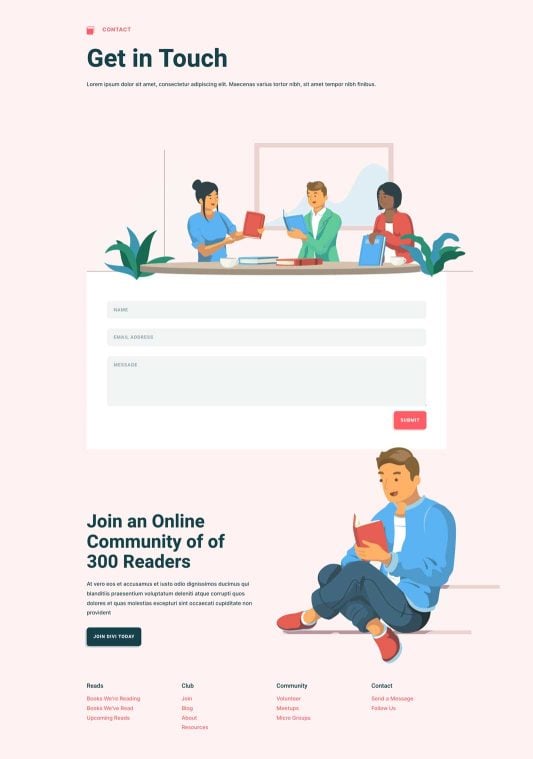 CONTACT
Get in Touch
Lorem ipsum dolor sit amet, consectetur adipiscing elit. Maecenas varius tortor nibh, sit amet tempor nibh finibus.
NAME
EMAIL ADDRESS
MESSAGE
SUBMIT
Join an Online
Community of of
300 Readers
At vero eos et accusamus et iusto odio dignissimos ducimus qui
blanditiis praesentium voluptatum deleniti atque corrupti quos
dolores et quas molestias excepturi sint occaecati cupiditate non
provident
JOIN DIVI TODAY
Reads Club Community Contact
Books We're Reading Join Volunteer Send a Message
Books We've Read Blog Meetups Follow Us
Upcoming Reads About Micro Groups
Resources